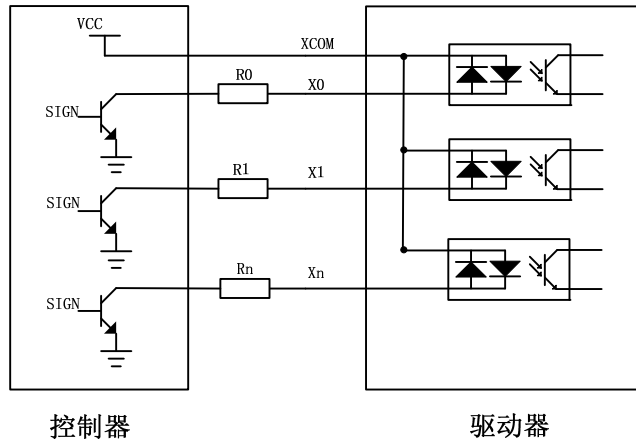 VCC
XCOM
R0
X0
SIGN
R1
X1
SIGN
Rn
Xn
SIGN
控制器
驱动器